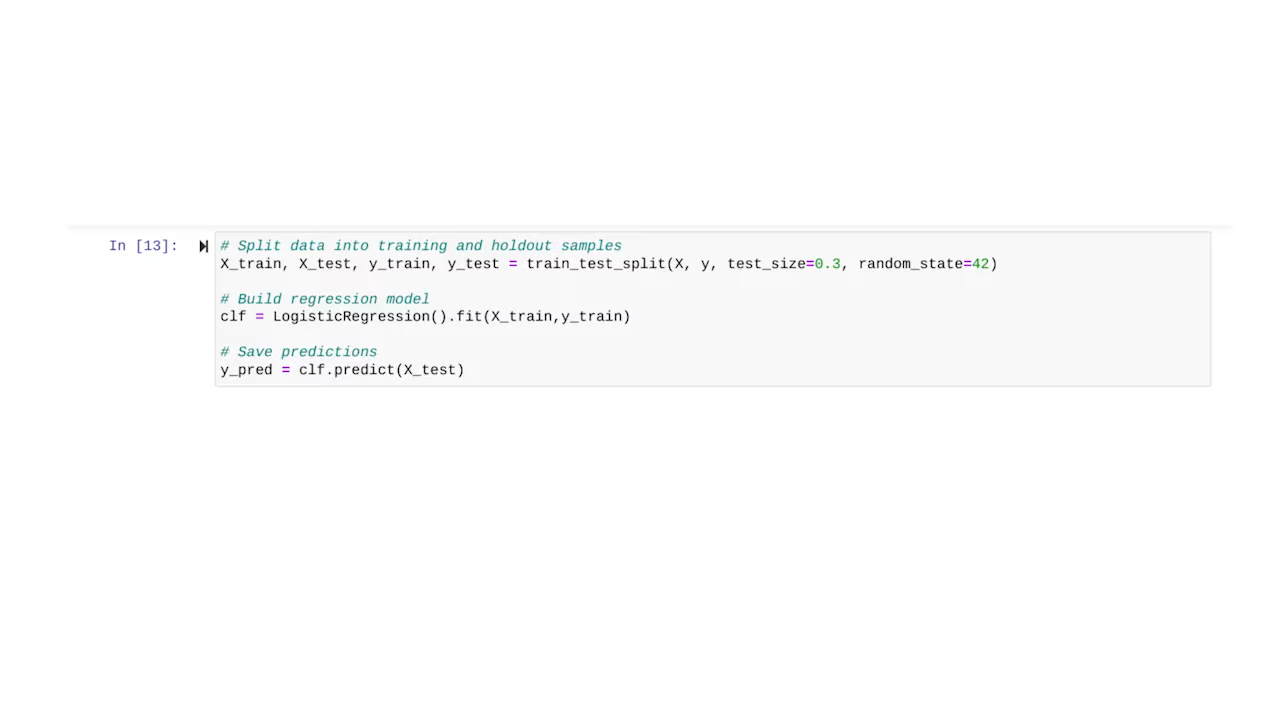 In [13]:
# Split data into training and holdout samples
X_train, X_test, y_train, y_test = train_test_split(X, y, test_size=0.3, random_state=42)
# Build regression model
clf = LogisticRegression().fit(X_train,y_train)
# Save predictions
y_pred = clf.predict(X_test)